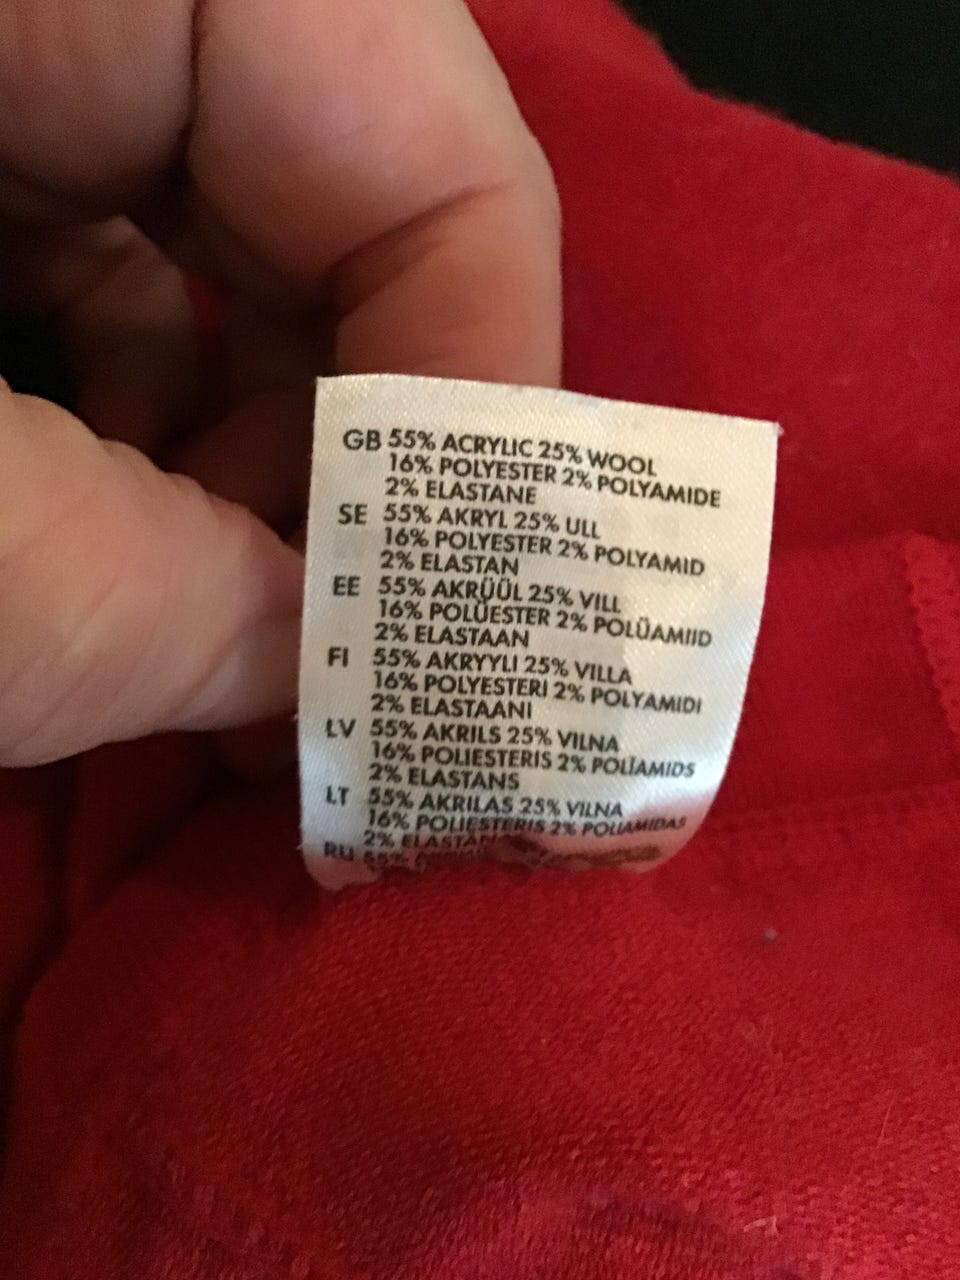 GB 55% ACRYLIC 25% WOOL
16% POLYESTER 2% POLYAMIDE
2% ELASTANE
SE 55% AKRYL 25% ULL
16% POLYESTER 2% POLYAMID
2% ELASTAN
EE 55% AKRÜÜL 25% VILL
16% POLÜESTER 2% POLÜAMIID
2% ELASTAAN
FI 55% AKRYYLI 25% VILLA
16% POLYESTERI 2% POLYAMIDI
2% ELASTAANI
LV 55% AKRILS 25% VILNA
16% POLIESTERIS 2% POLIAMIDS
2% ELASTANS
LT 55% AKRILAS 25% VILNA
16% POLIESTERIS 2% POLIAMIDAS
2%
RU 55%